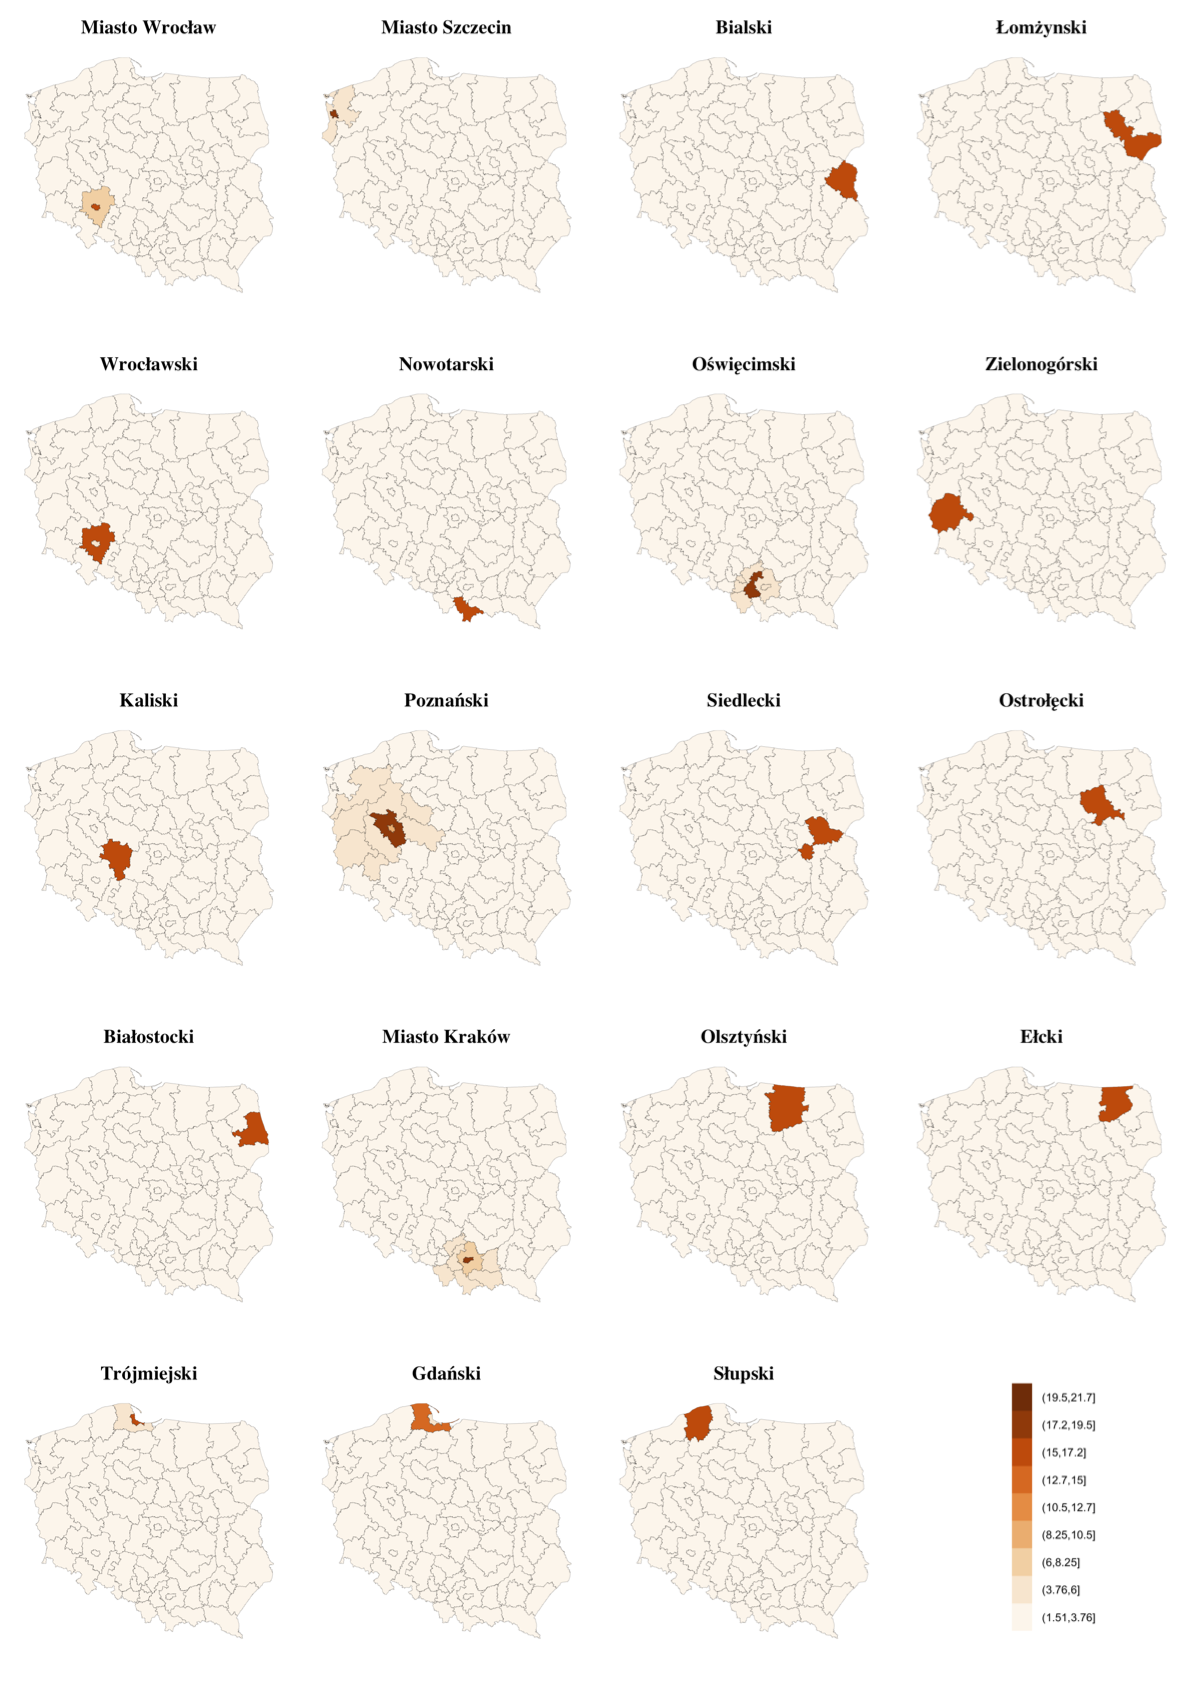 Miasto Wrocław
Miasto Szczecin
Bialski
Łomżynski
Wrocławski
Nowotarski
Oświęcimski
Zielonogórski
Kaliski
Poznański
Siedlecki
Ostrołęcki
Białostocki
Miasto Kraków
Olsztyński
Ełcki
Trójmiejski
Gdański
Słupski
(19.5,21.7]
(17.2,19.5]
(15,17.2]
(12.7,15]
(10.5,12.7]
(8.25,10.5]
(6,8.25]
(3.76,6]
(1.51,3.76]